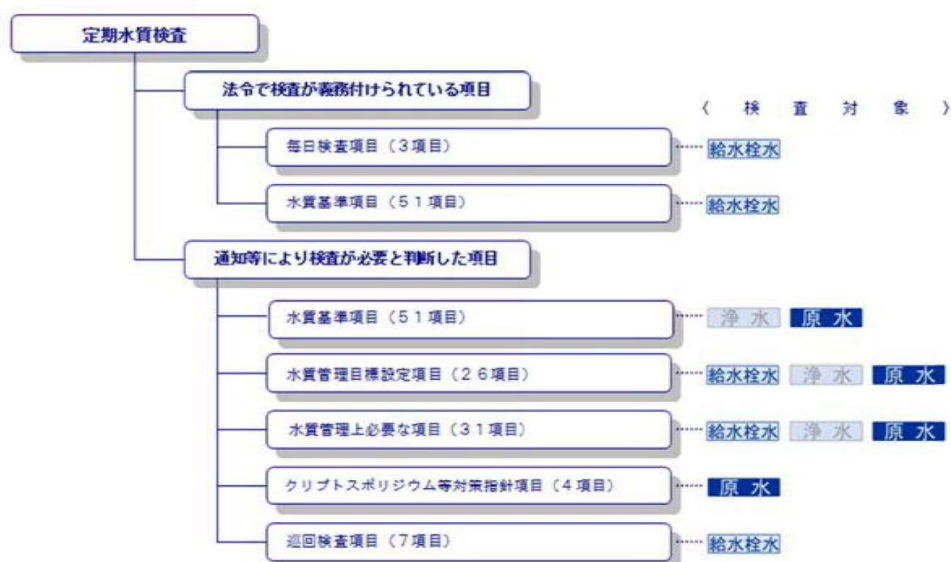 定期水質検査
法令で検査が義務付けられている項目
〈検査対象〉
毎日検査項目（3項目） 給水栓水
水質基準項目（51項目） 給水栓水
通知等により検査が必要と判断した項目
水質基準項目（51項目） 浄水 原水
水質管理目標設定項目（26項目） 給水栓水 浄水 原水
水質管理上必要な項目（31項目） 給水栓水 浄水 原水
クリプトスポリジウム等対策指針項目（4項目） 原水
巡回検査項目（7項目） 給水栓水